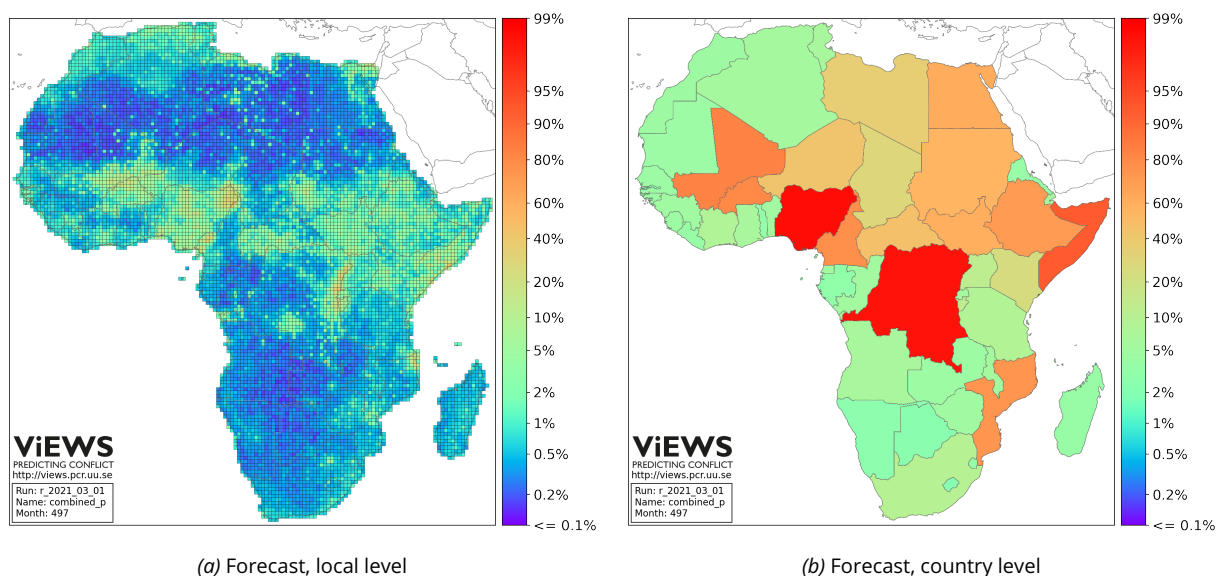 99%
95%
90%
80%
60%
40%
20%
10%
5%
2%
1%
0.5%
0.2%
<= 0.1%
ViEWS
PREDICTING CONFLICT
http://views.pcr.uu.se
Run: r_2021_03_01
Name: combined_p
Month: 497
(a) Forecast, local level
99%
95%
90%
80%
60%
40%
20%
10%
5%
2%
1%
0.5%
0.2%
<= 0.1%
ViEWS
PREDICTING CONFLICT
http://views.pcr.uu.se
Run: r_2021_03_01
Name: combined_p
Month: 497
(b) Forecast, country level